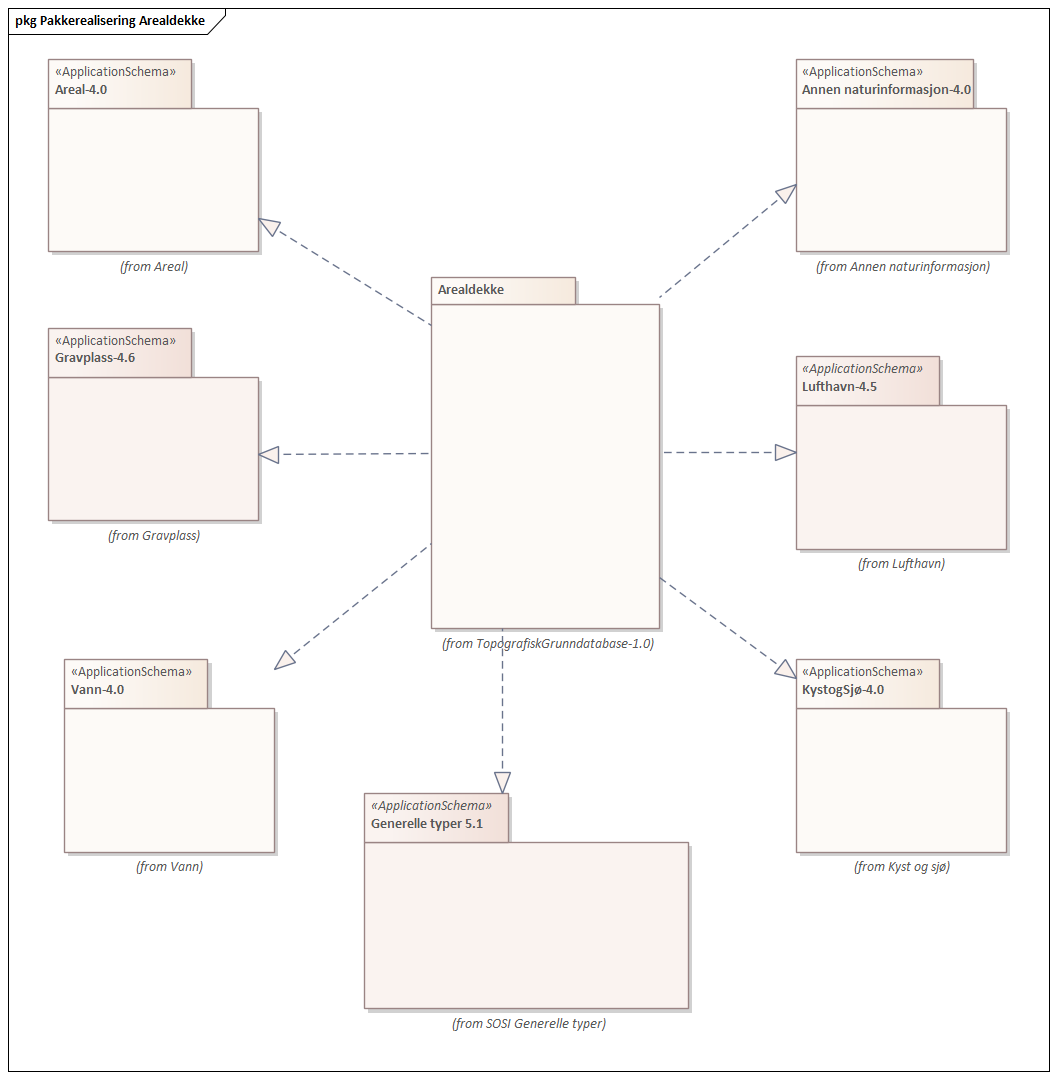 pkg Pakkerealisering Arealdekke
«ApplicationSchema»
Areal-4.0
(from Areal)
«ApplicationSchema»
Annen naturinformasjon-4.0
(from Annen naturinformasjon)
Arealdekke
(from TopografiskGrunndatabase-1.0)
«ApplicationSchema»
Gravplass-4.6
(from Gravplass)
«ApplicationSchema»
Lufthavn-4.5
(from Lufthavn)
«ApplicationSchema»
Vann-4.0
(from Vann)
«ApplicationSchema»
KystogSjø-4.0
(from Kyst og sjø)
«ApplicationSchema»
Generelle typer 5.1
(from SOSI Generelle typer)